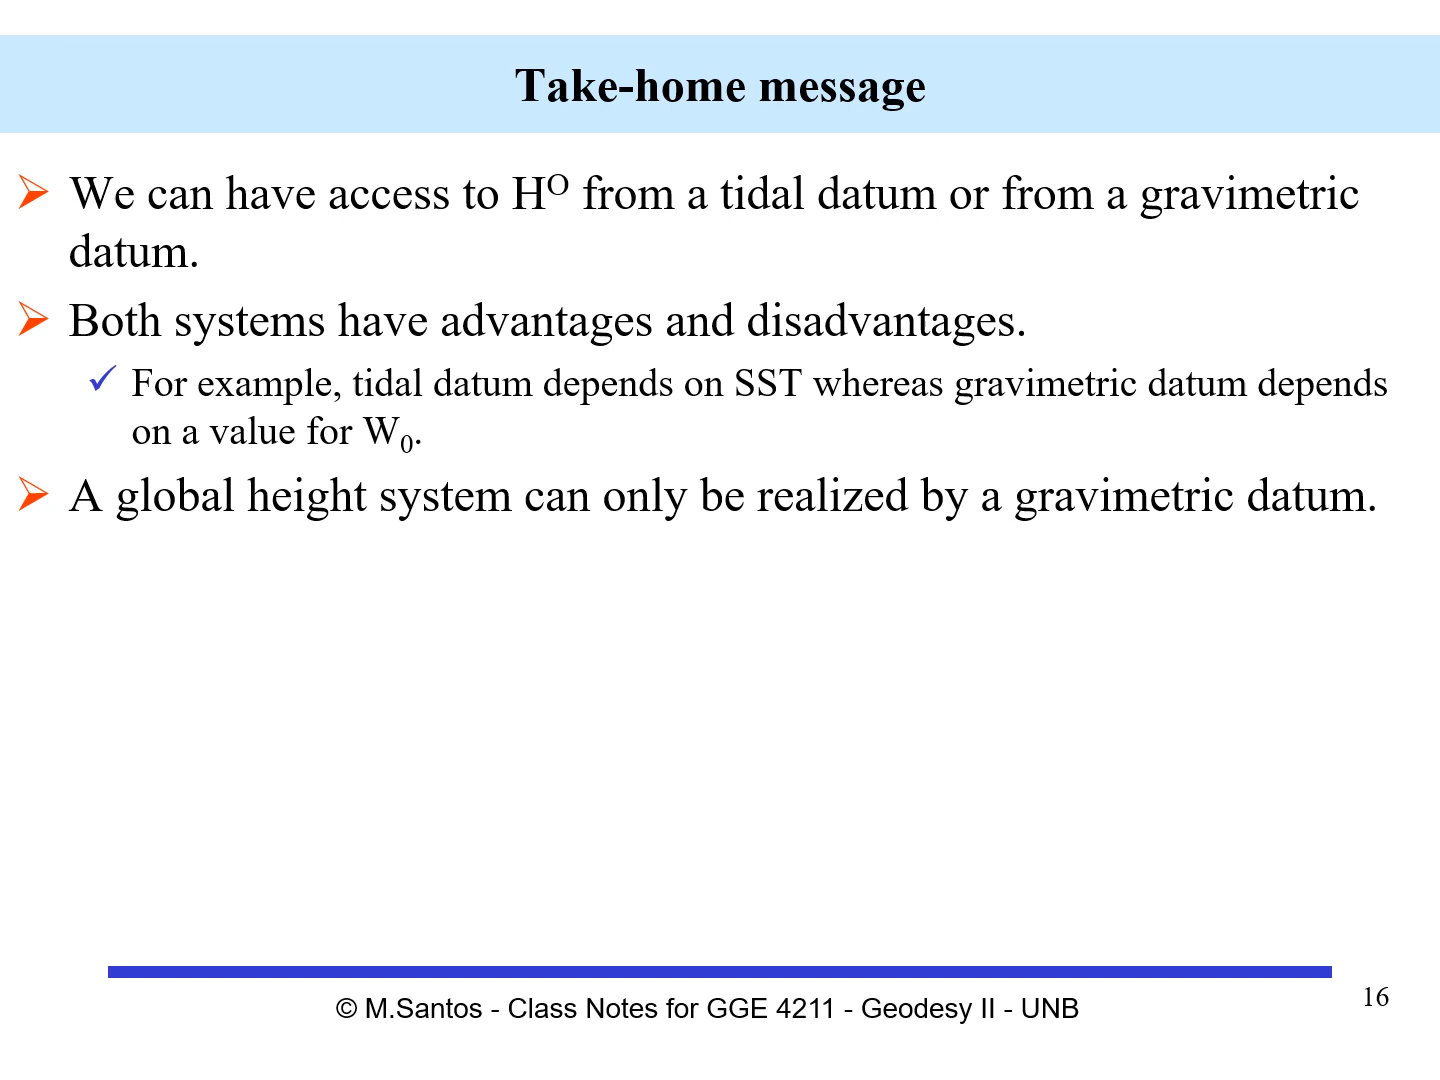 Take-home message
We can have access to Hᴼ from a tidal datum or from a gravimetric
datum.
Both systems have advantages and disadvantages.
For example, tidal datum depends on SST whereas gravimetric datum depends
on a value for W₀.
A global height system can only be realized by a gravimetric datum.
© M.Santos - Class Notes for GGE 4211 - Geodesy II - UNB
16